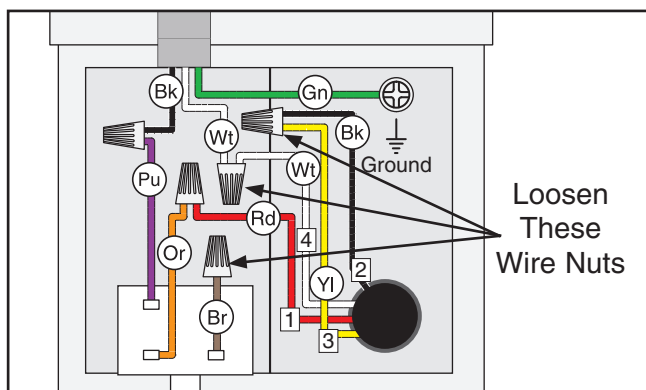 Bk
Gn
Wt
Bk
Ground
Wt
Pu
Rd
4
Or
2
Yl
Br
1
3
Loosen
These
Wire Nuts